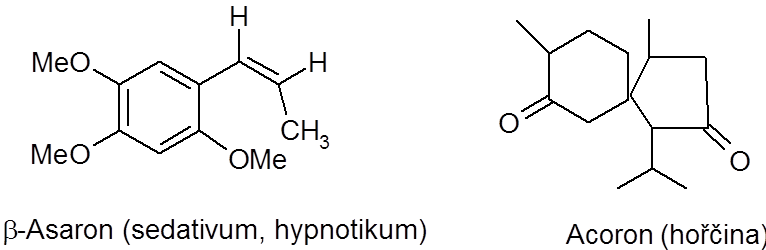 H
MeO
H
CH3
MeO
OMe
O
O
β-Asaron (sedativum, hypnotikum)
Acoron (hořčina)